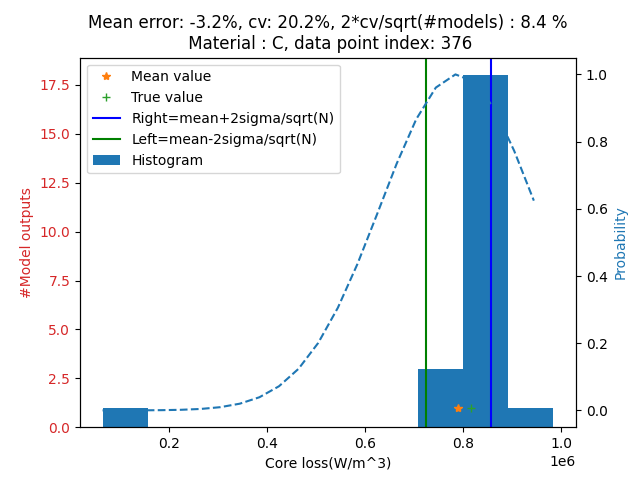 Mean error: -3.2%, cv: 20.2%, 2*cv/sqrt(#models) : 8.4 %
Material : C, data point index: 376
Mean value
True value
Right=mean+2sigma/sqrt(N)
Left=mean-2sigma/sqrt(N)
Histogram
#Model outputs
17.5
15.0
12.5
10.0
7.5
5.0
2.5
0.0
1.0
0.8
0.6
0.4
0.2
0.0
Probability
0.2
0.4
0.6
0.8
1.0
1e6
Core loss(W/m^3)